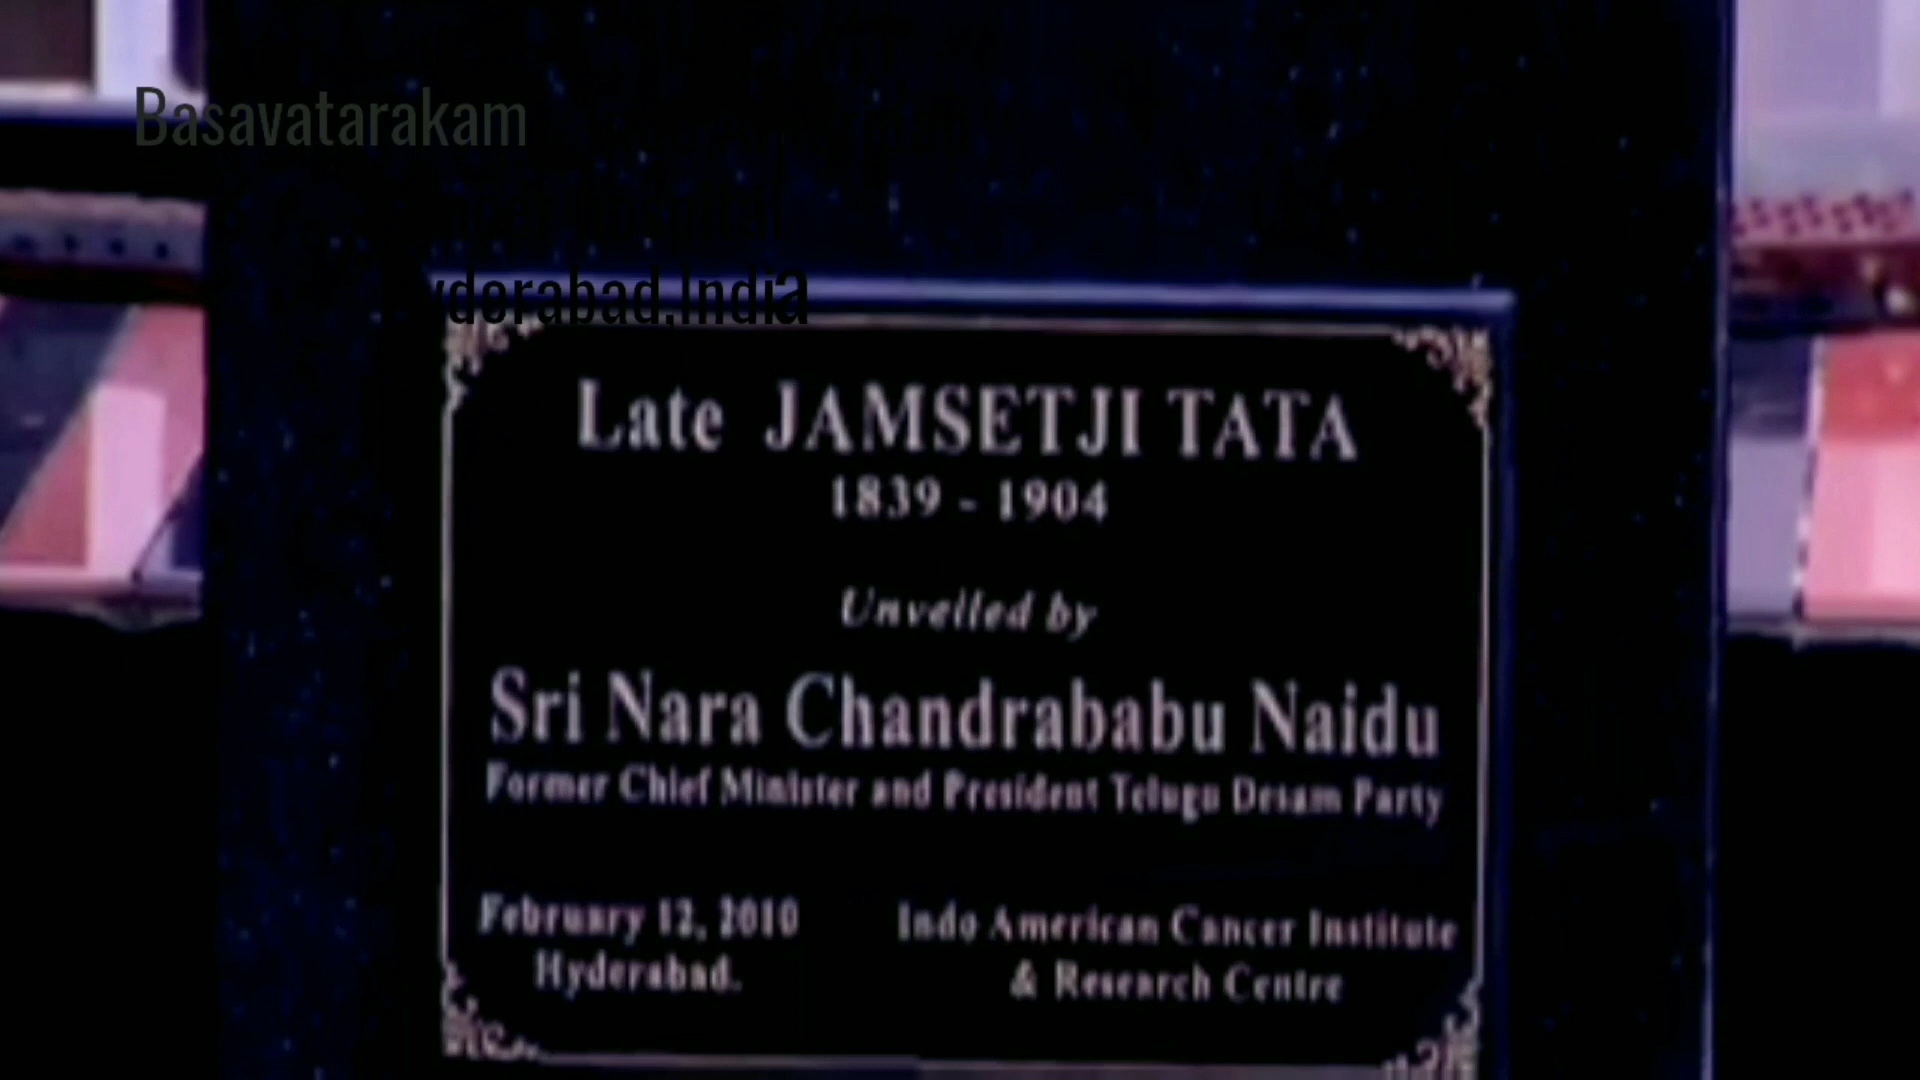 Basavatarakam
yderabad,India
Late JAMSETJI TATA
1839 - 1904
Unveiled by
Sri Nara Chandrababu Naidu
Former Chief Minister and President Telugu Desam Party
February 12, 2010
Hyderabad.
Indo American Cancer Institute
& Research Centre